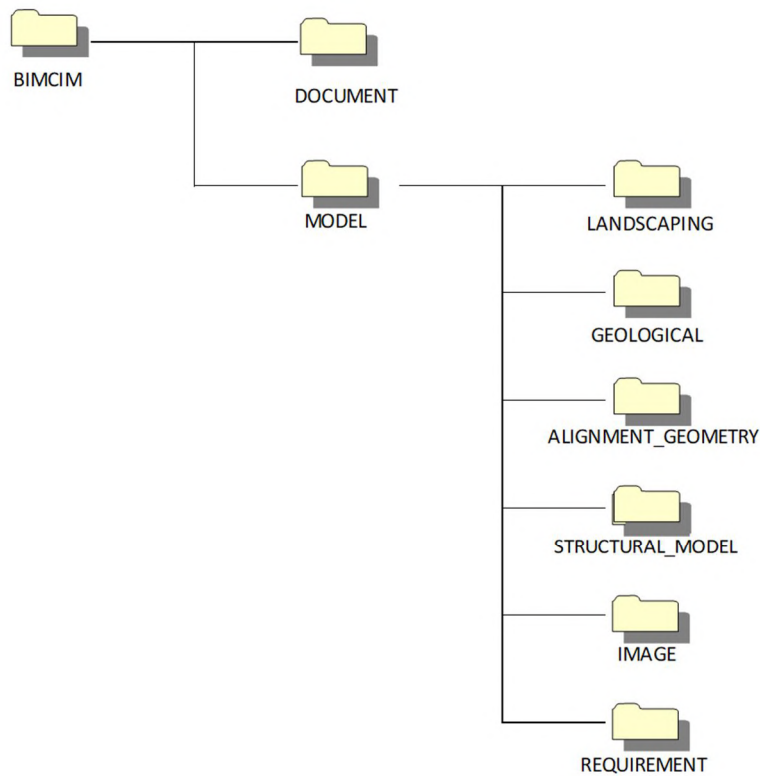 BIMCIM
DOCUMENT
MODEL
LANDSCAPING
GEOLOGICAL
ALIGNMENT_GEOMETRY
STRUCTURAL_MODEL
IMAGE
REQUIREMENT